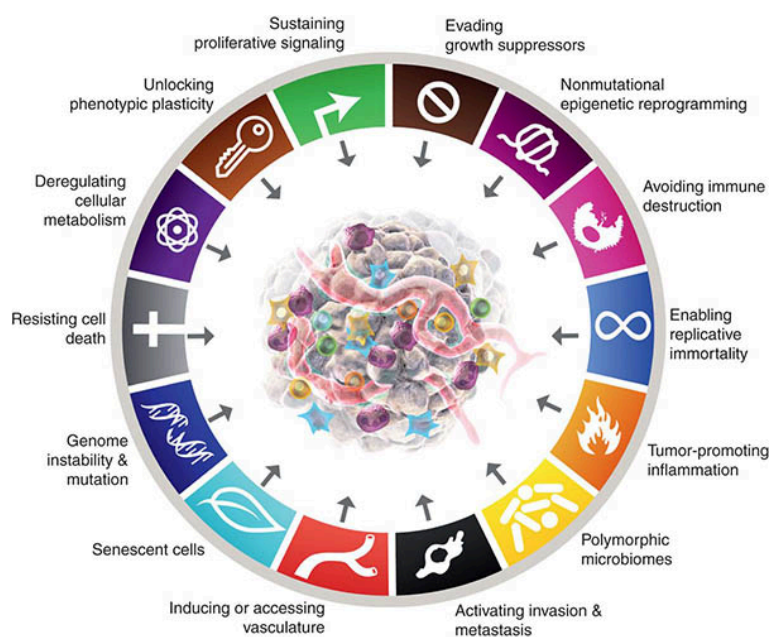 Sustaining
proliferative signaling
Evading
growth suppressors
Nonmutational
epigenetic reprogramming
Avoiding immune
destruction
Enabling
replicative
immortality
Tumor-promoting
inflammation
Polymorphic
microbiomes
Activating invasion &
metastasis
Inducing or accessing
vasculature
Senescent cells
Genome
instability &
mutation
Resisting cell
death
Deregulating
cellular
metabolism
Unlocking
phenotypic plasticity